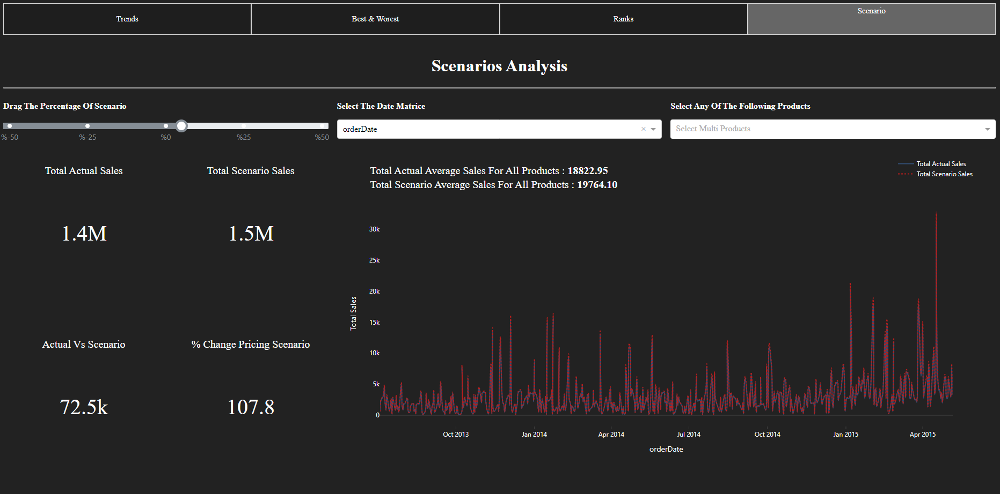 Trends
Best & Worest
Ranks
Scenario
Scenarios Analysis
Drag The Percentage Of Scenario
%-50
%-25
%0
%25
%50
Select The Date Matrice
orderDate
×
Select Any Of The Following Products
Select Multi Products
Total Actual Sales
1.4M
Total Scenario Sales
1.5M
Actual Vs Scenario
72.5k
% Change Pricing Scenario
107.8
Total Actual Average Sales For All Products : 18822.95
Total Scenario Average Sales For All Products : 19764.10
Total Actual Sales
Total Scenario Sales
Total Sales
30k
25k
20k
15k
10k
5k
0
Oct 2013
Jan 2014
Apr 2014
Jul 2014
Oct 2014
Jan 2015
Apr 2015
orderDate